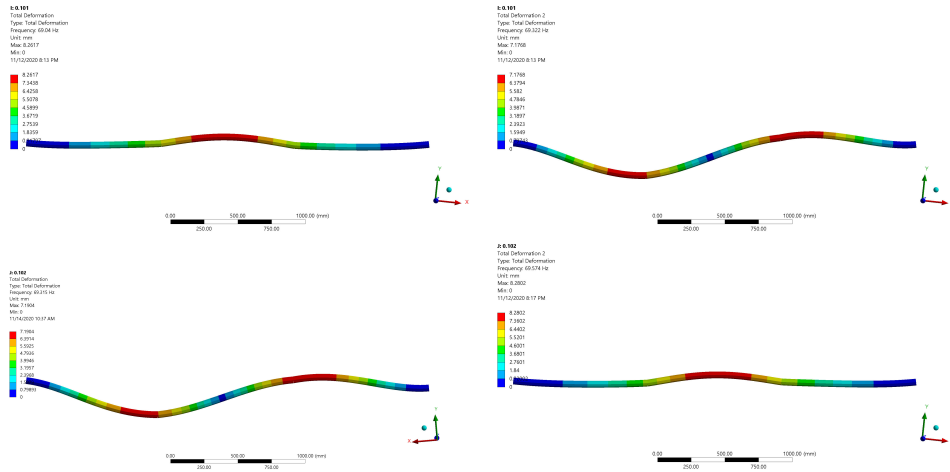 I: 0.101
Total Deformation
Type: Total Deformation
Frequency: 69.04 Hz
Unit: mm
Max: 8.2617
Min: 0
11/12/2020 8:13 PM
8.2617
7.3438
6.4258
5.5078
4.5899
3.6719
2.7539
1.8359
0
Y
X
0.00
500.00
1000.00 (mm)
250.00
750.00
I: 0.101
Total Deformation 2
Type: Total Deformation
Frequency: 69.322 Hz
Unit: mm
Max: 7.1768
Min: 0
11/12/2020 8:13 PM
7.1768
6.3794
5.582
4.7846
3.9871
3.1897
2.3923
1.5949
0
Y
0.00
500.00
1000.00 (mm)
250.00
750.00
J: 0.102
Total Deformation
Type: Total Deformation
Frequency: 69.315 Hz
Unit: mm
Max: 7.1904
Min: 0
11/14/2020 10:37 AM
7.1904
6.3914
5.5925
4.7936
3.9946
3.1957
2.3968
0.79893
0
Y
X
0.00
500.00
1000.00 (mm)
250.00
750.00
J: 0.102
Total Deformation 2
Type: Total Deformation
Frequency: 69.574 Hz
Unit: mm
Max: 8.2802
Min: 0
11/12/2020 8:17 PM
8.2802
7.3602
6.4402
5.5201
4.6001
3.6801
2.7601
1.84
0
Y
0.00
500.00
1000.00 (mm)
250.00
750.00